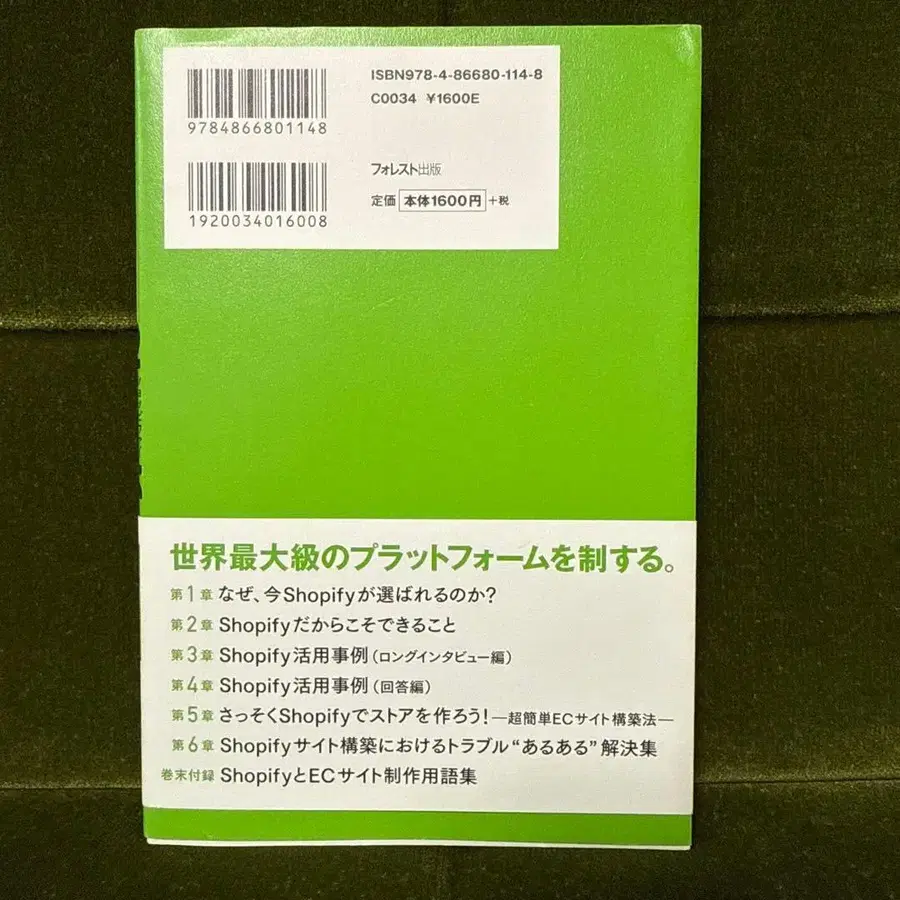 ISBN978-4-86680-114-8
C0034 ¥1600E
9784866801148
フォレスト出版
定価 本体1600円 +税
1920034016008
世界最大級のプラットフォームを制する。
第1章 なぜ、今Shopifyが選ばれるのか?
第2章 Shopifyだからこそできること
第3章 Shopify活用事例(ロングインタビュー編)
第4章 Shopify活用事例(回答編)
第5章 さっそくShopifyでストアを作ろう!―超簡単ECサイト構築法―
第6章 Shopifyサイト構築におけるトラブル“あるある”解決集
巻末付録 ShopifyとECサイト制作用語集